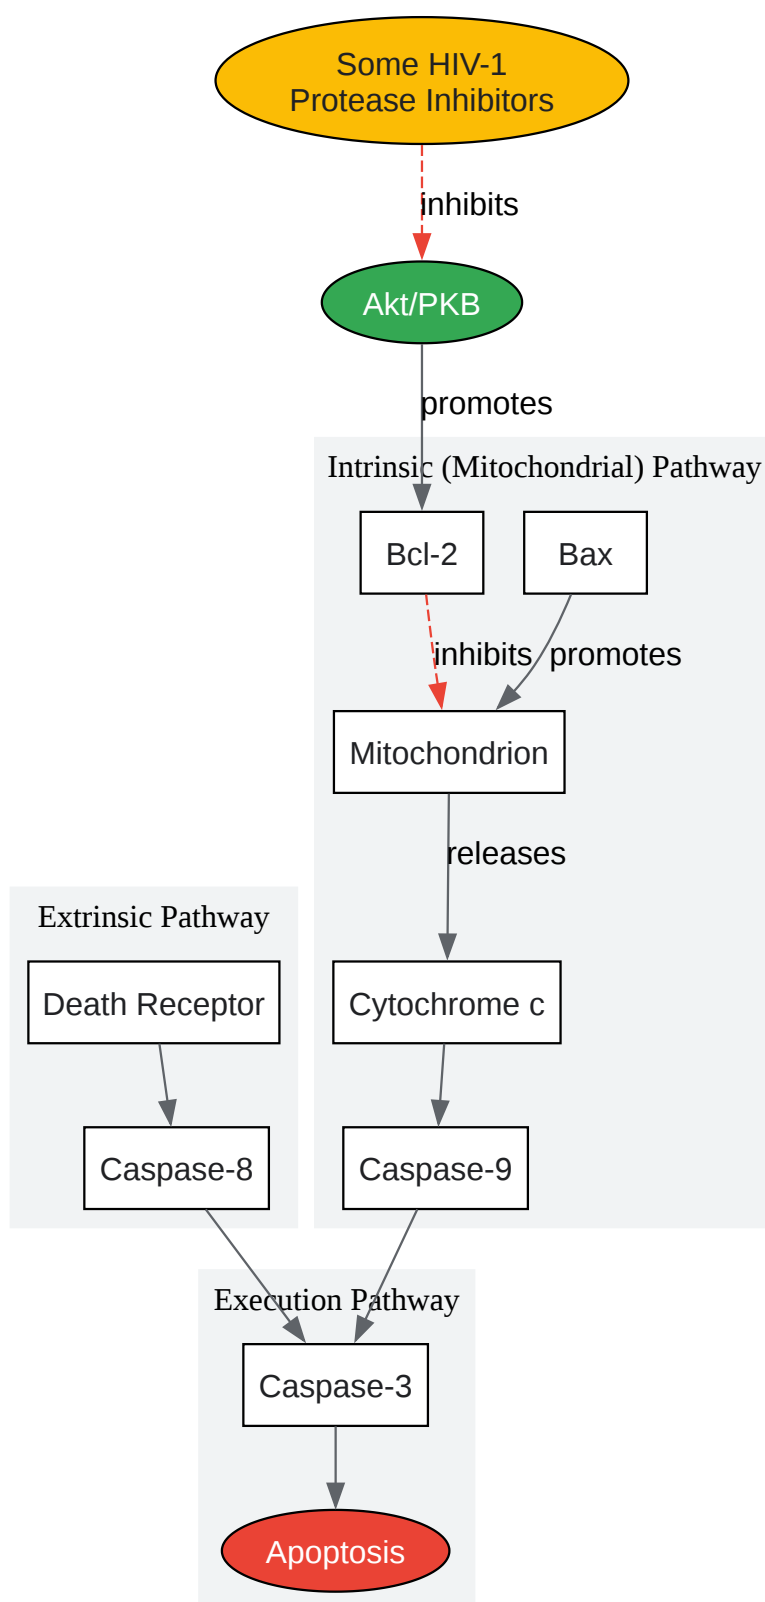 Some HIV-1
Protease Inhibitors
inhibits
Akt/PKB
promotes
Intrinsic (Mitochondrial) Pathway
Bcl-2
Bax
inhibits
promotes
Mitochondrion
releases
Extrinsic Pathway
Death Receptor
Cytochrome c
Caspase-8
Caspase-9
Execution Pathway
Caspase-3
Apoptosis